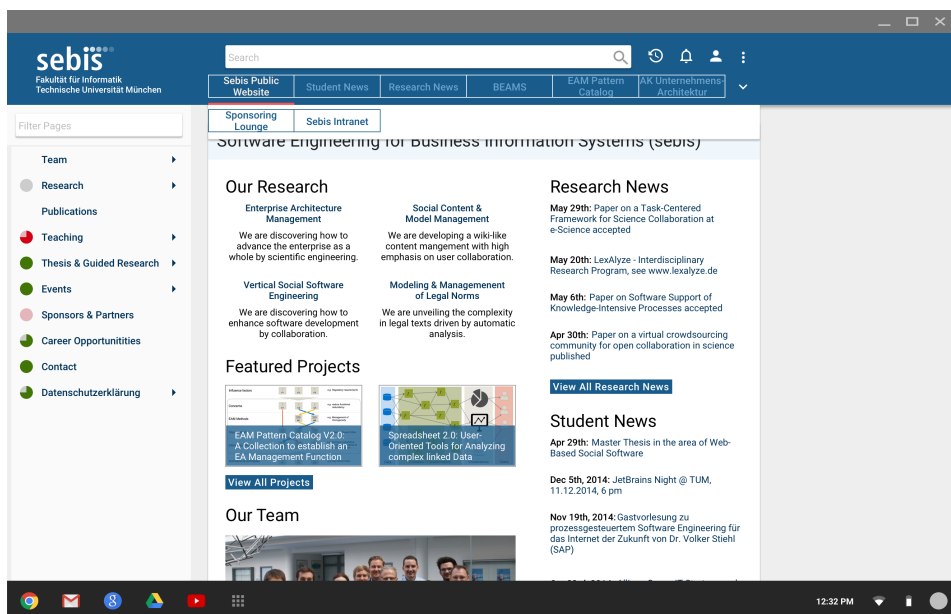 sebis
Fakultät für Informatik
Technische Universität München
Search
Sebis Public
Website
Student News
Research News
BEAMS
EAM Pattern
Catalog
AK Unternehmens-
Architektur
Sponsoring
Lounge
Sebis Intranet
Filter Pages
Team
Research
Publications
Teaching
Thesis & Guided Research
Events
Sponsors & Partners
Career Opportunitities
Contact
Datenschutzerklärung
Software Engineering for Business Information Systems (sebis)
Our Research
Enterprise Architecture
Management
We are discovering how to
advance the enterprise as a
whole by scientific engineering.
Social Content &
Model Management
We are developing a wiki-like
content mangement with high
emphasis on user collaboration.
Vertical Social Software
Engineering
We are discovering how to
enhance software development
by collaboration.
Modeling & Managemement
of Legal Norms
We are unveiling the complexity
in legal texts driven by automatic
analysis.
Featured Projects
EAM Pattern Catalog V2.0:
A Collection to establish an
EA Management Function
Spreadsheet 2.0: User-
Oriented Tools for Analyzing
complex linked Data
View All Projects
Our Team
Research News
May 29th: Paper on a Task-Centered
Framework for Science Collaboration at
e-Science accepted
May 20th: LexAlyze - Interdisciplinary
Research Program, see www.lexalyze.de
May 6th: Paper on Software Support of
Knowledge-Intensive Processes accepted
Apr 30th: Paper on a virtual crowdsourcing
community for open collaboration in science
published
View All Research News
Student News
Apr 29th: Master Thesis in the area of Web-
Based Social Software
Dec 5th, 2014: JetBrains Night @ TUM,
11.12.2014, 6 pm
Nov 19th, 2014: Gastvorlesung zu
prozessgesteuertem Software Engineering für
das Internet der Zukunft von Dr. Volker Stiehl
(SAP)
12:32 PM